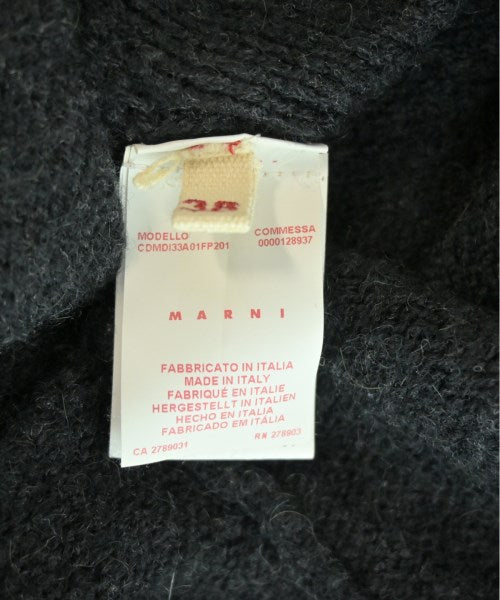 MODELLO COMMESSA
CDMDI33A01FP201 0000128937
MARNI
FABBRICATO IN ITALIA
MADE IN ITALY
FABRIQUÉ EN ITALIE
HERGESTELLT IN ITALIEN
HECHO EN ITALIA
FABRICADO EM ITÁLIA
CA 2789031 RN 278903